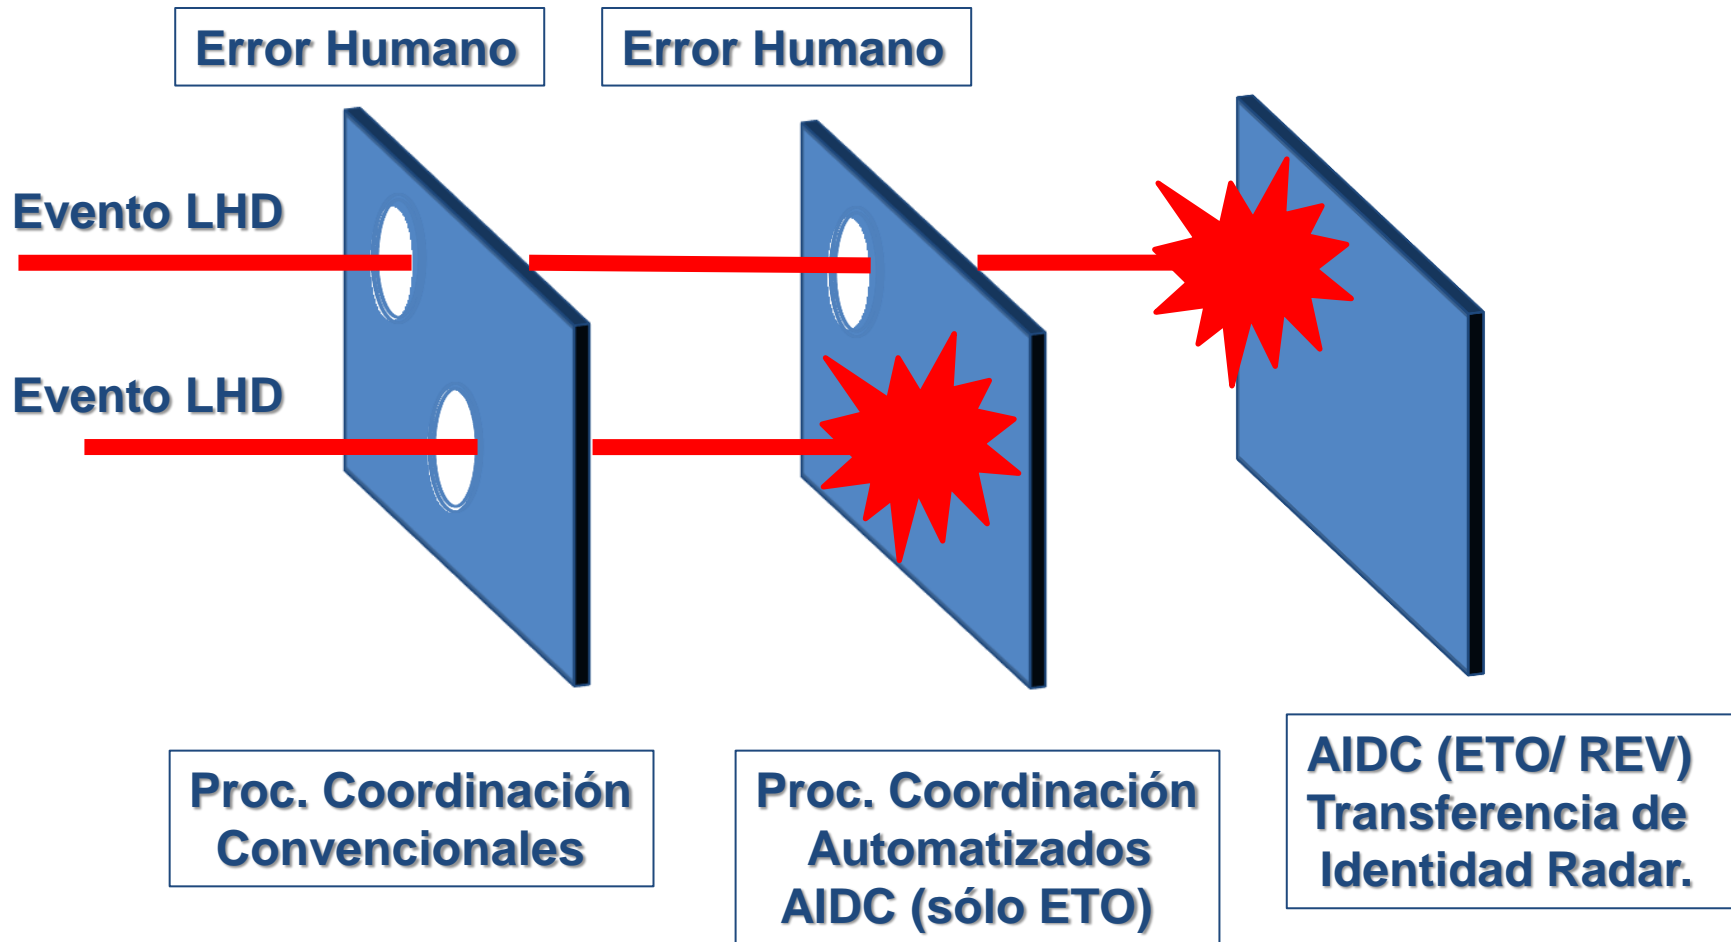 Error Humano
Error Humano
Evento LHD
Evento LHD
Proc. Coordinación
Convencionales
Proc. Coordinación
Automatizados
AIDC (sólo ETO)
AIDC (ETO/ REV)
Transferencia de
Identidad Radar.